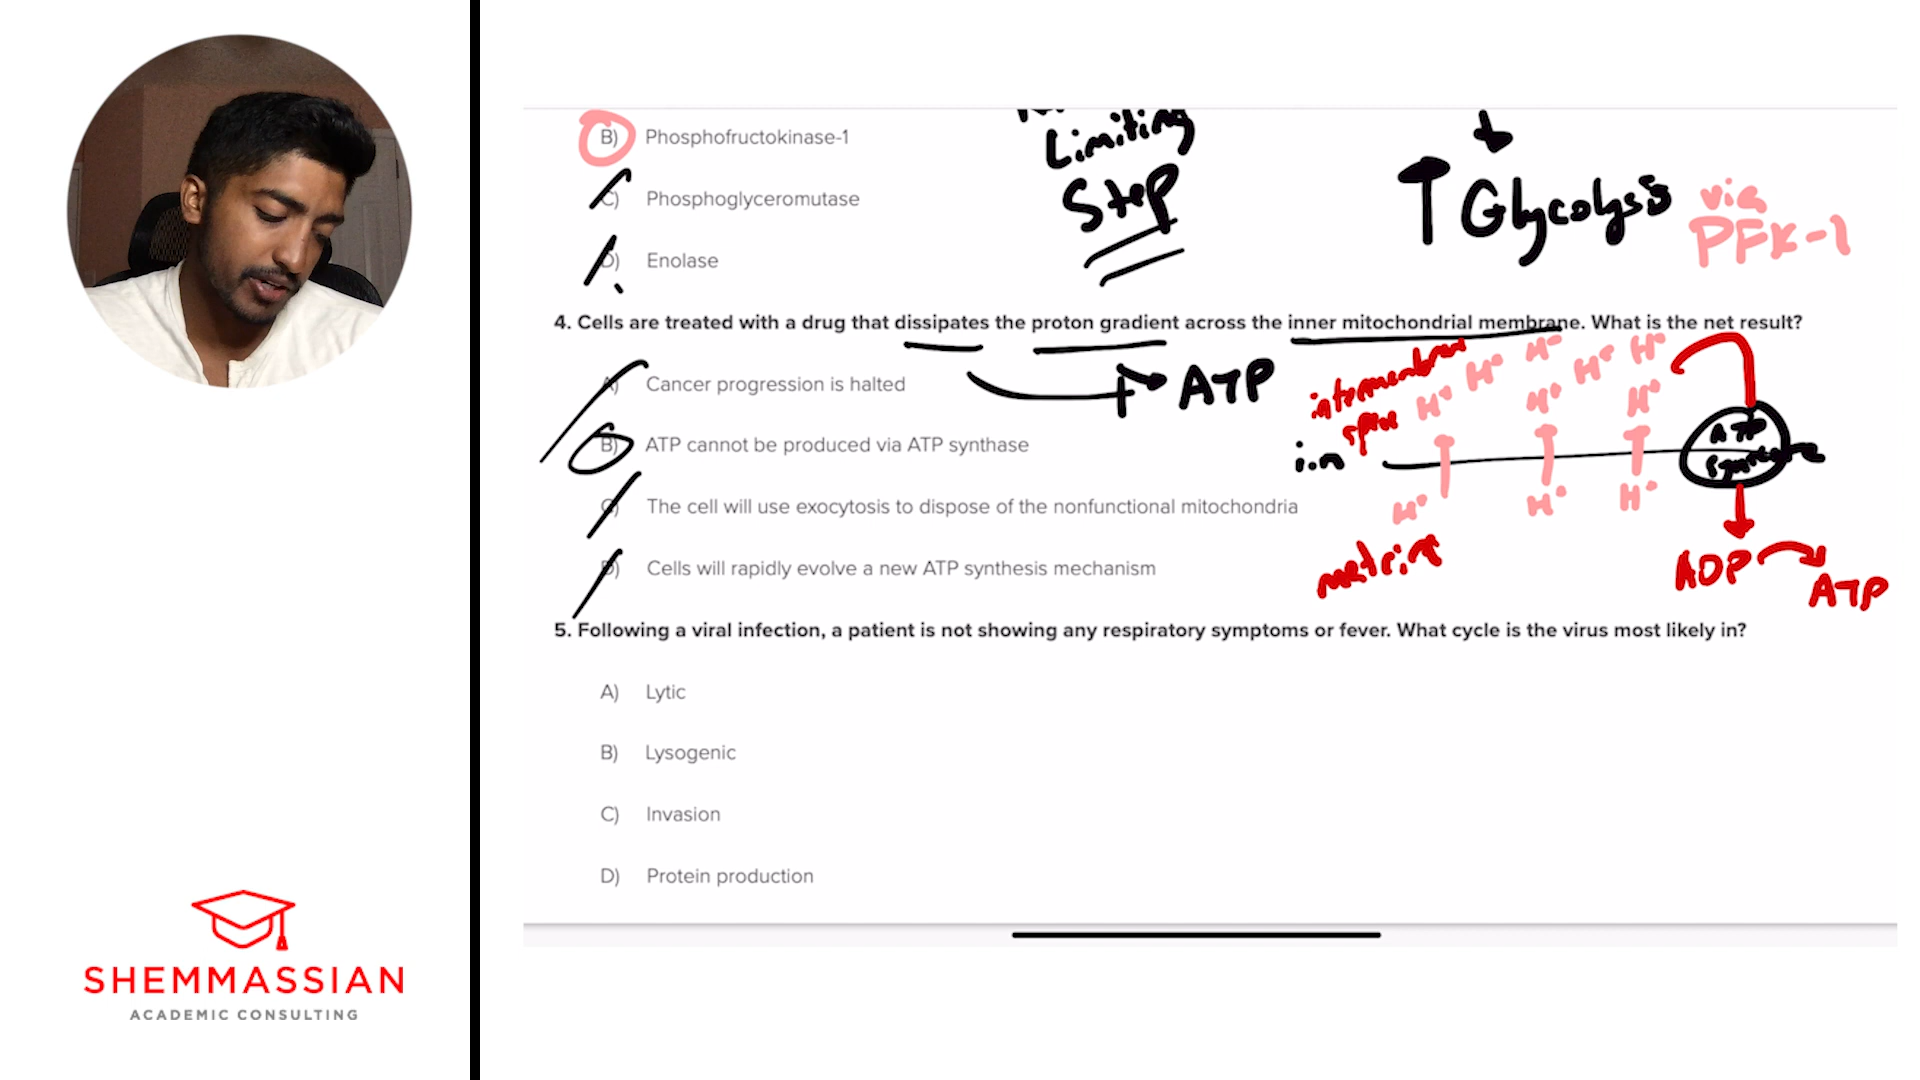 B) Phosphofructokinase-1
C) Phosphoglyceromutase
D) Enolase
Limiting
Step
↑ Glycolysis
via
PFK-1
4. Cells are treated with a drug that dissipates the proton gradient across the inner mitochondrial membrane. What is the net result?
A) Cancer progression is halted
B) ATP cannot be produced via ATP synthase
C) The cell will use exocytosis to dispose of the nonfunctional mitochondria
D) Cells will rapidly evolve a new ATP synthesis mechanism
ATP
intermembrane
space
H+ H+ H+ H+ H+
H+ H+
i.m
ATP
H+ H+ H+
matrix
ADP
ATP
5. Following a viral infection, a patient is not showing any respiratory symptoms or fever. What cycle is the virus most likely in?
A) Lytic
B) Lysogenic
C) Invasion
D) Protein production
SHEMMASSIAN
ACADEMIC CONSULTING